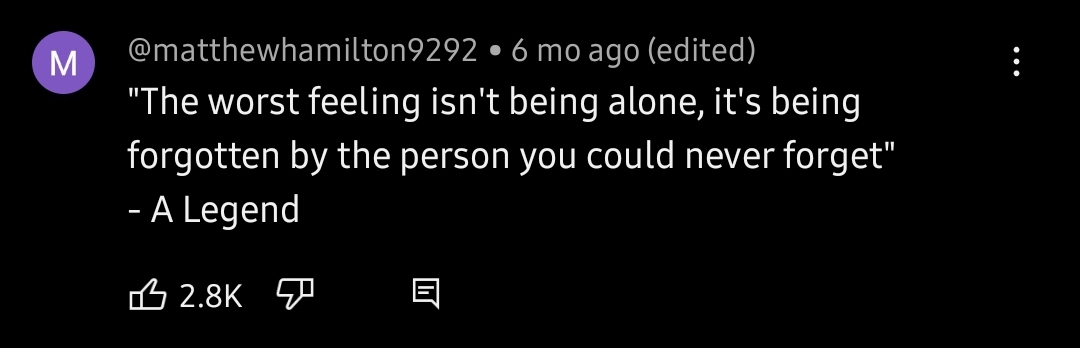 M
@matthewhamilton9292 • 6 mo ago (edited)
"The worst feeling isn't being alone, it's being
forgotten by the person you could never forget"
- A Legend
2.8K